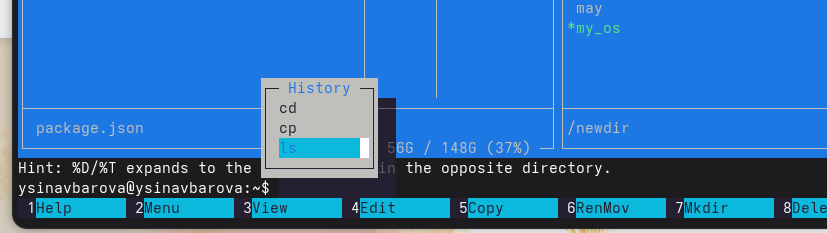 may
*my_os
History
cd
cp
ls
package.json
56G / 148G (37%)
/newdir
Hint: %D/%T expands to the in the opposite directory.
ysinavbarova@ysinavbarova:~$
1Help 2Menu 3View 4Edit 5Copy 6RenMov 7Mkdir 8Dele